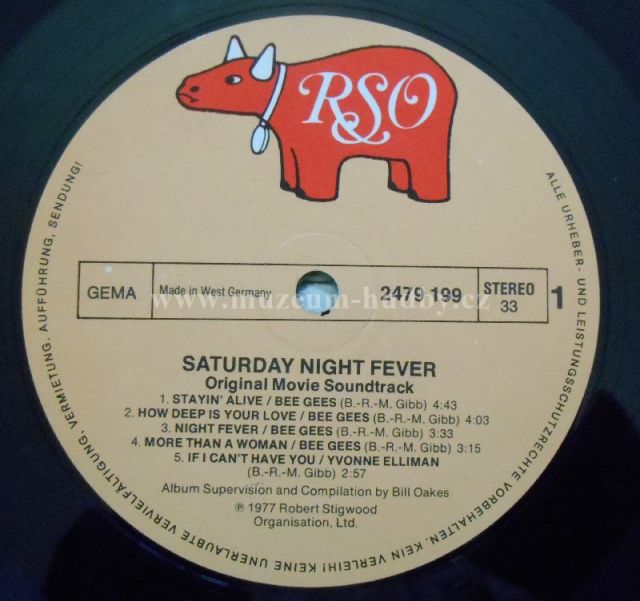 RSO
GEMA
Made in West Germany
2479 199
STEREO
33
1
www.muzeum-hudby.cz
SATURDAY NIGHT FEVER
Original Movie Soundtrack
1. STAYIN' ALIVE / BEE GEES (B.-R.-M. Gibb) 4:43
2. HOW DEEP IS YOUR LOVE / BEE GEES (B.-R.-M. Gibb) 4:03
3. NIGHT FEVER / BEE GEES (B.-R.-M. Gibb) 3:33
4. MORE THAN A WOMAN / BEE GEES (B.-R.-M. Gibb) 3:15
5. IF I CAN'T HAVE YOU / YVONNE ELLIMAN
(B.-R.-M. Gibb) 2:57
Album Supervision and Compilation by Bill Oakes
℗ 1977 Robert Stigwood
Organisation, Ltd.
ALLE URHEBER- UND LEISTUNGSSCHUTZRECHTE VORBEHALTEN. KEIN VERLEIH! KEINE UNERLAUBTE VERVIELFÄLTIGUNG, VERMIETUNG, AUFFÜHRUNG, SENDUNG!